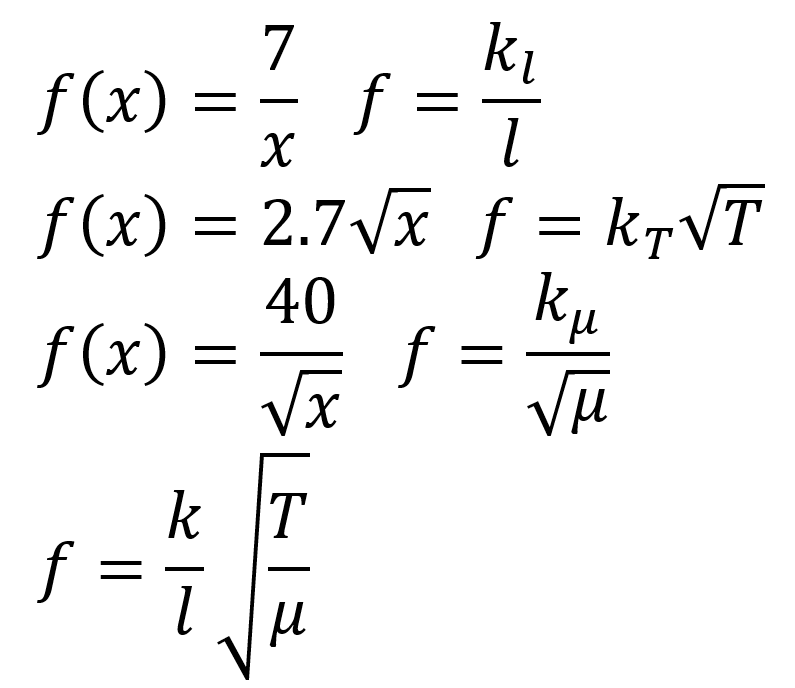 f(x) = 7/x   f = k_l/l
f(x) = 2.7√x   f = k_T√T
f(x) = 40/√x   f = k_μ/√μ
f = k/l √(T/μ)